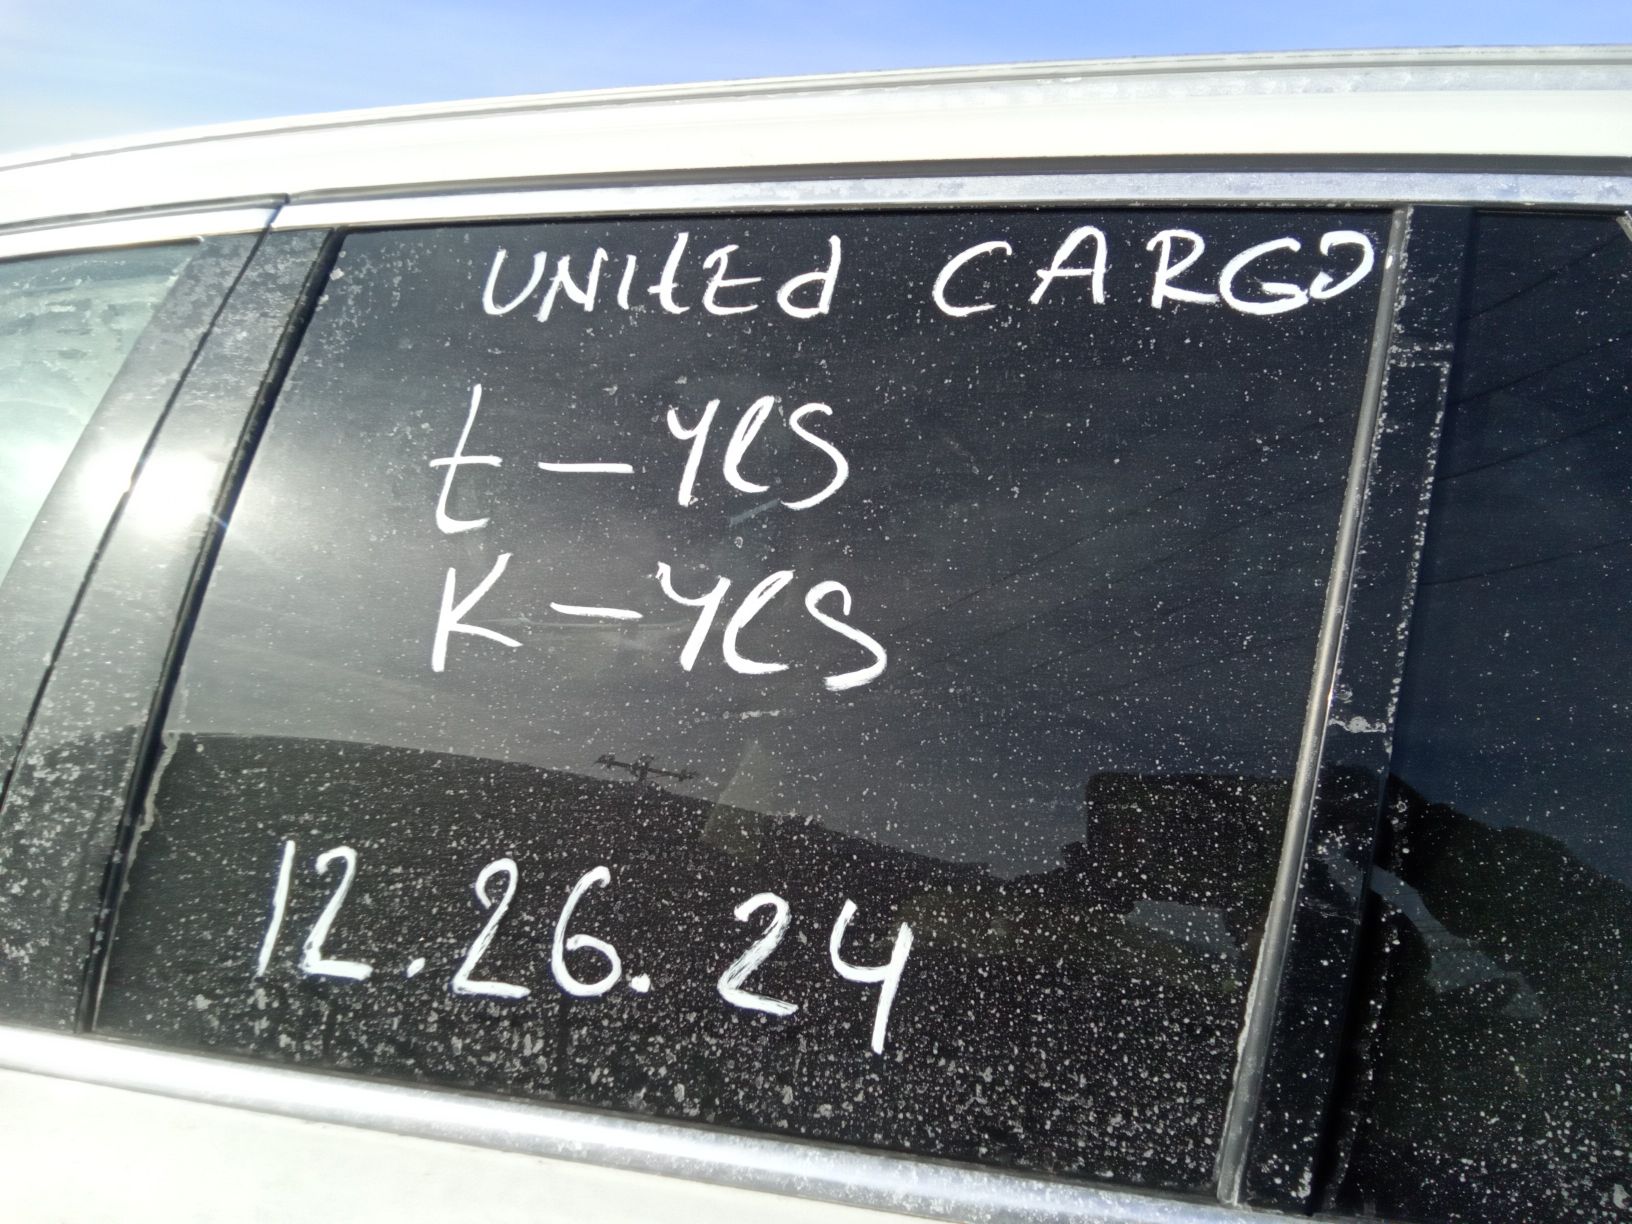 UNItEd CARGO
t-yes
K-yes
12.26.24